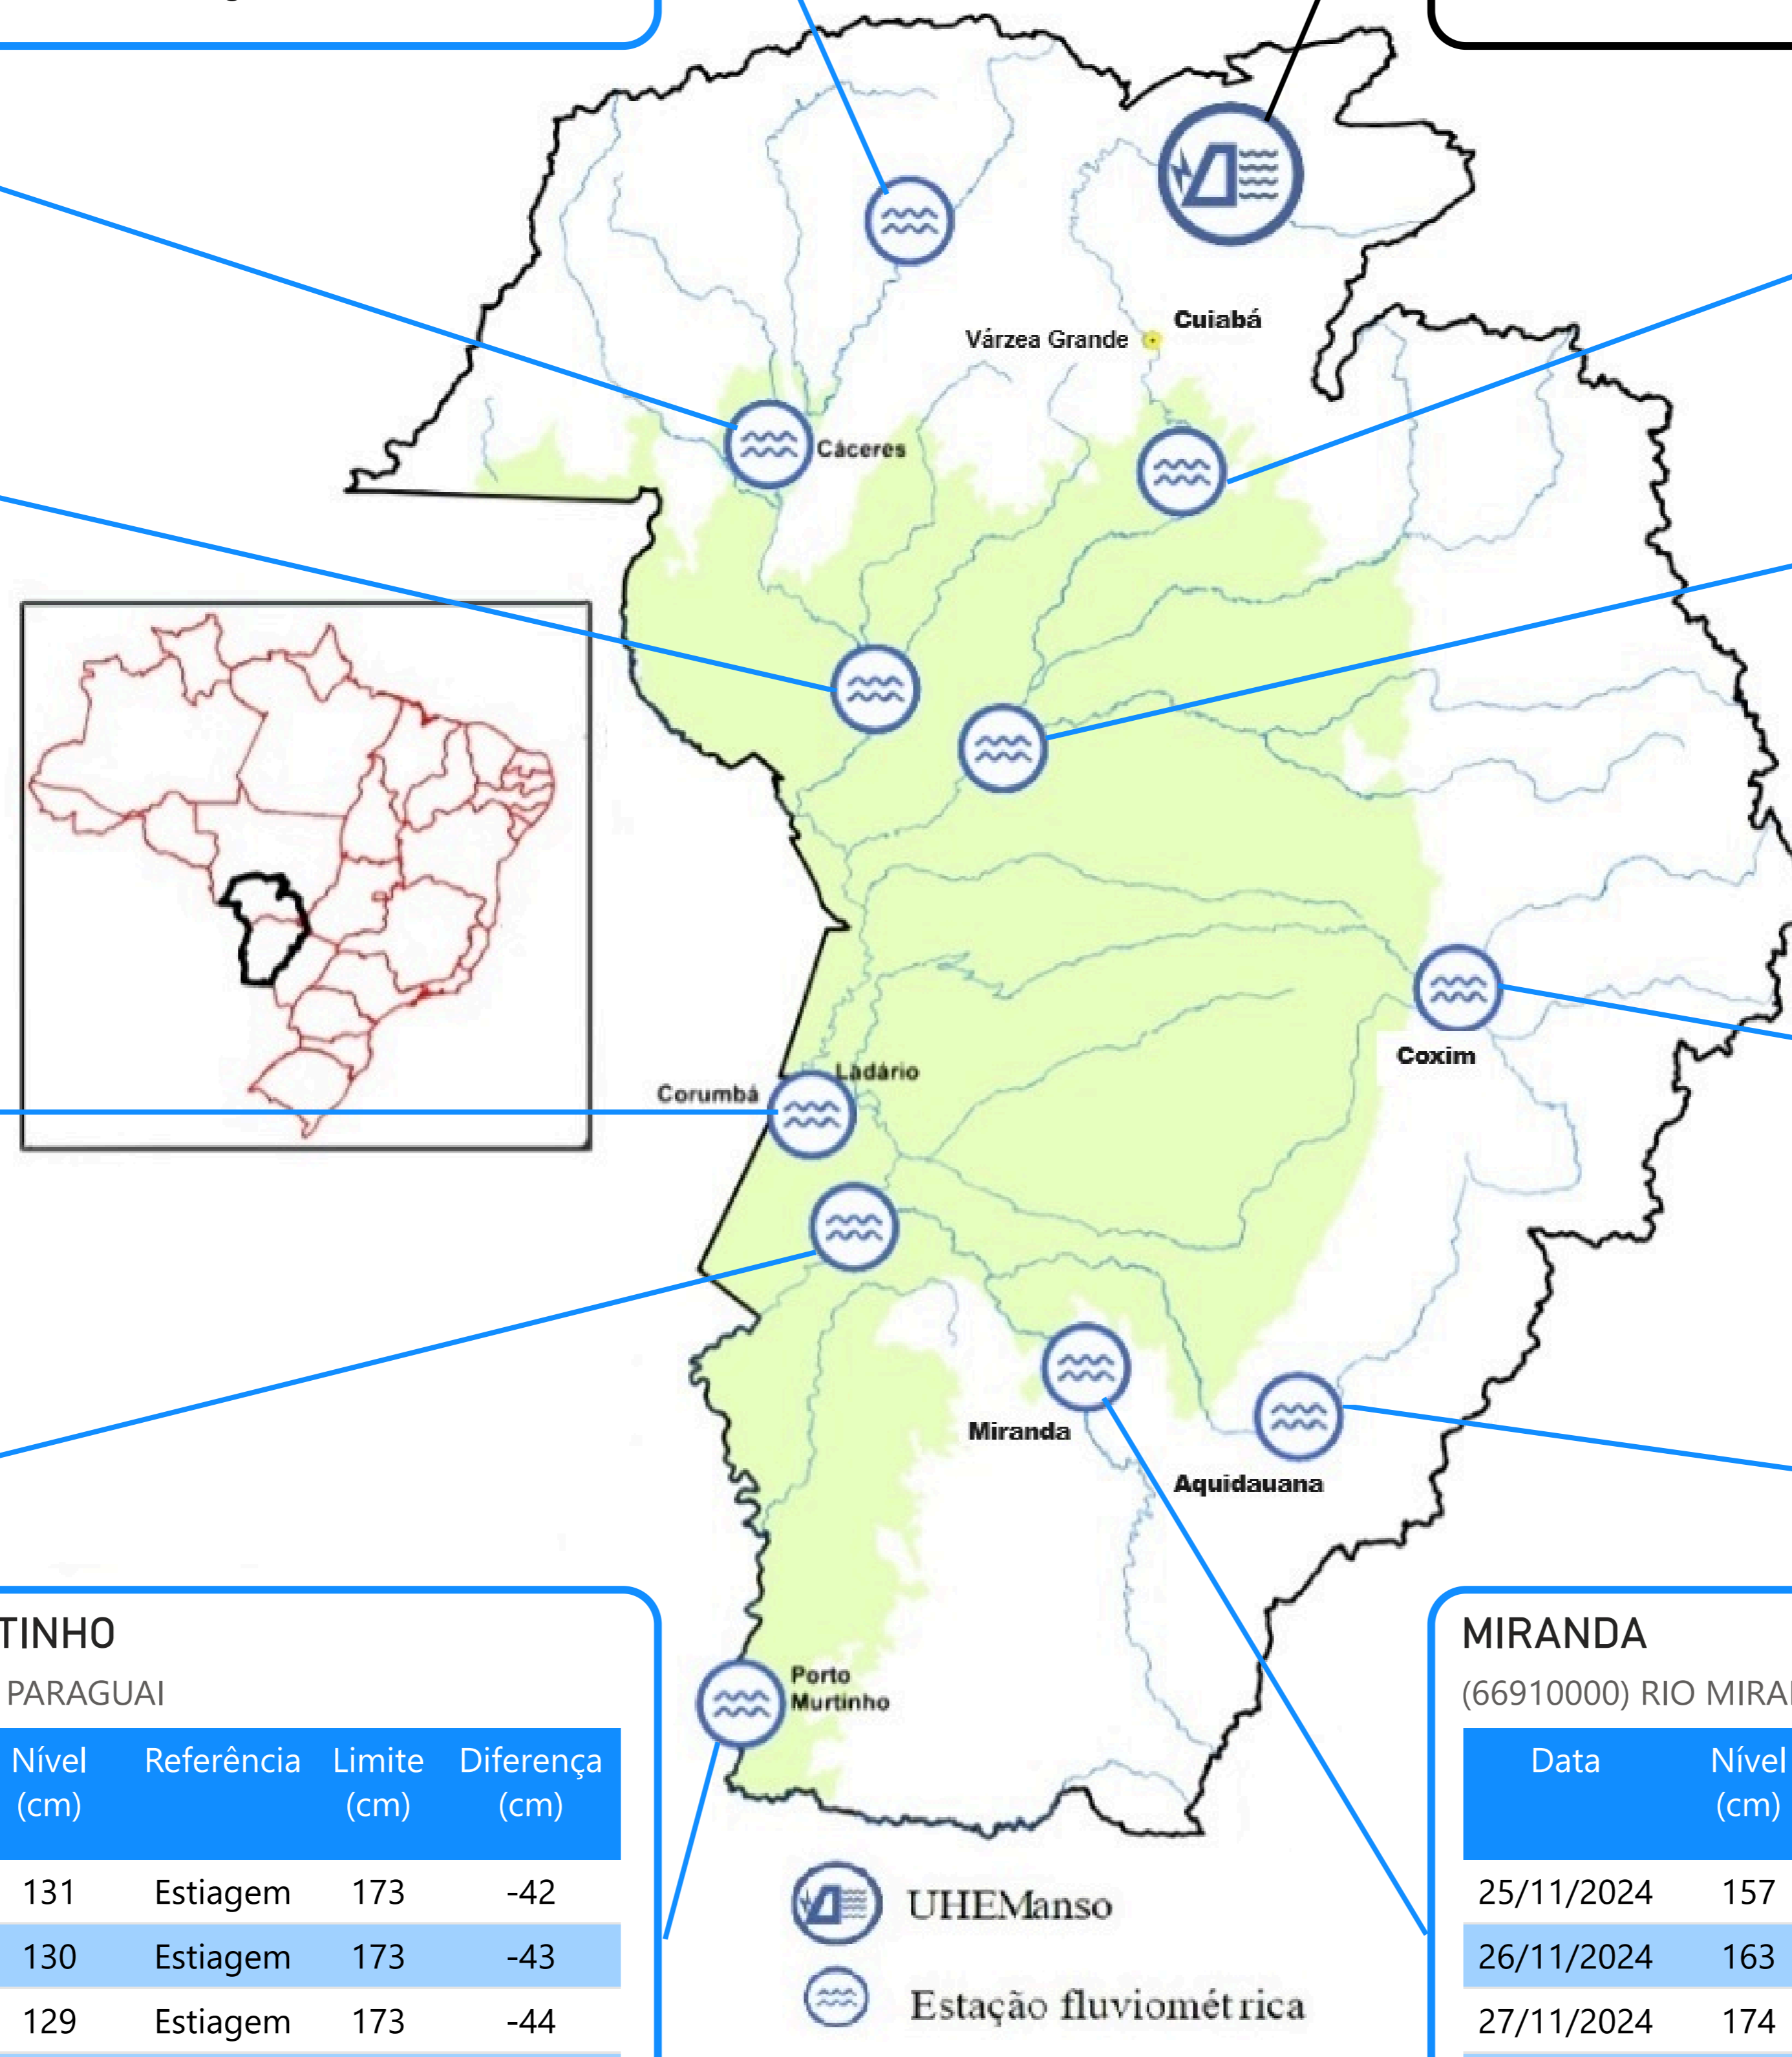 Cuiabá
Várzea Grande
Cáceres
Coxim
Ladário
Corumbá
Miranda
Aquidauana
Porto
Murtinho
TINHO
PARAGUAI
Nível
(cm)
Referência
Limite
(cm)
Diferença
(cm)
131 Estiagem 173 -42
130 Estiagem 173 -43
129 Estiagem 173 -44
UHEManso
Estação fluviométrica
MIRANDA
(66910000) RIO MIRA
Data
Nível
(cm)
25/11/2024 157
26/11/2024 163
27/11/2024 174